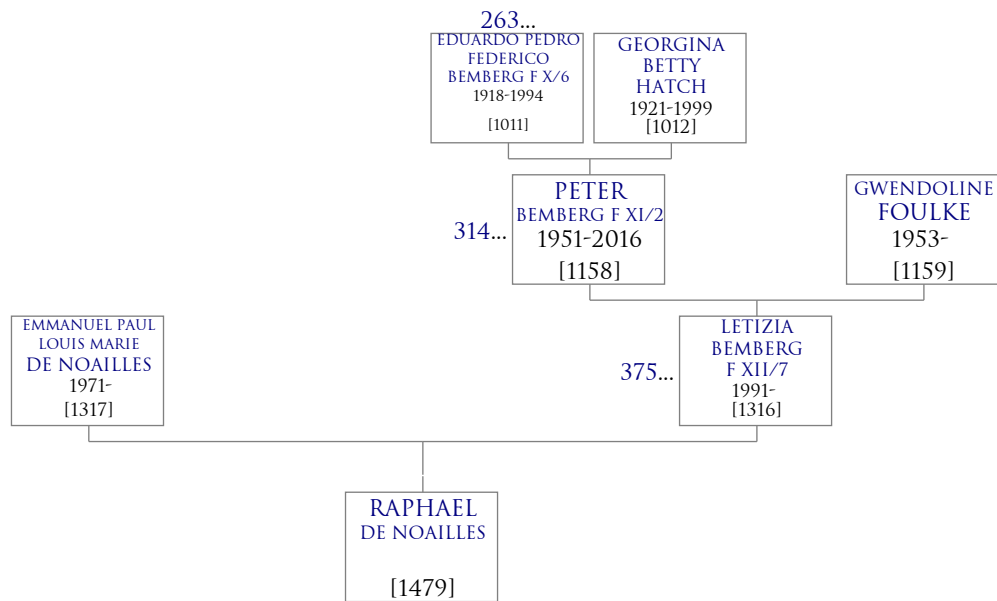 263...
EDUARDO PEDRO
FEDERICO
BEMBERG F X/6
1918-1994
[1011]
GEORGINA
BETTY
HATCH
1921-1999
[1012]
314...
PETER
BEMBERG F XI/2
1951-2016
[1158]
GWENDOLINE
FOULKE
1953-
[1159]
EMMANUEL PAUL
LOUIS MARIE
DE NOAILLES
1971-
[1317]
375...
LETIZIA
BEMBERG
F XII/7
1991-
[1316]
RAPHAEL
DE NOAILLES
[1479]